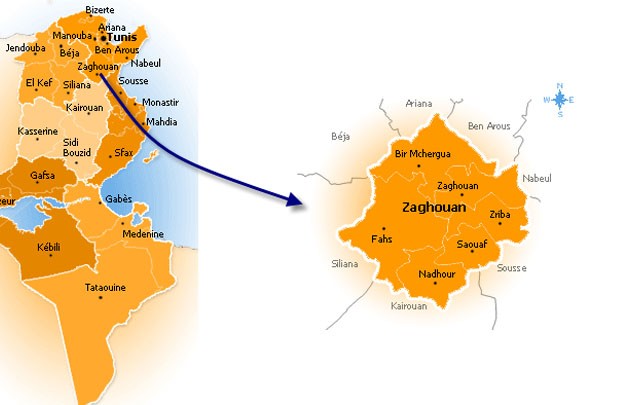 Bizerte
Ariana
Manouba
Tunis
Jendouba
Béja
Ben Arous
Nabeul
Zaghouan
Sousse
El Kef
Siliana
Monastir
Kairouan
Mahdia
Kasserine
Sidi
Bouzid
Sfax
Gafsa
zeur
Gabès
Medenine
Kébili
Tataouine
N
W
E
S
Ariana
Ben Arous
Béja
Bir Mchergua
Nabeul
Zaghouan
Zaghouan
Zriba
Fahs
Saouaf
Siliana
Sousse
Nadhour
Kairouan